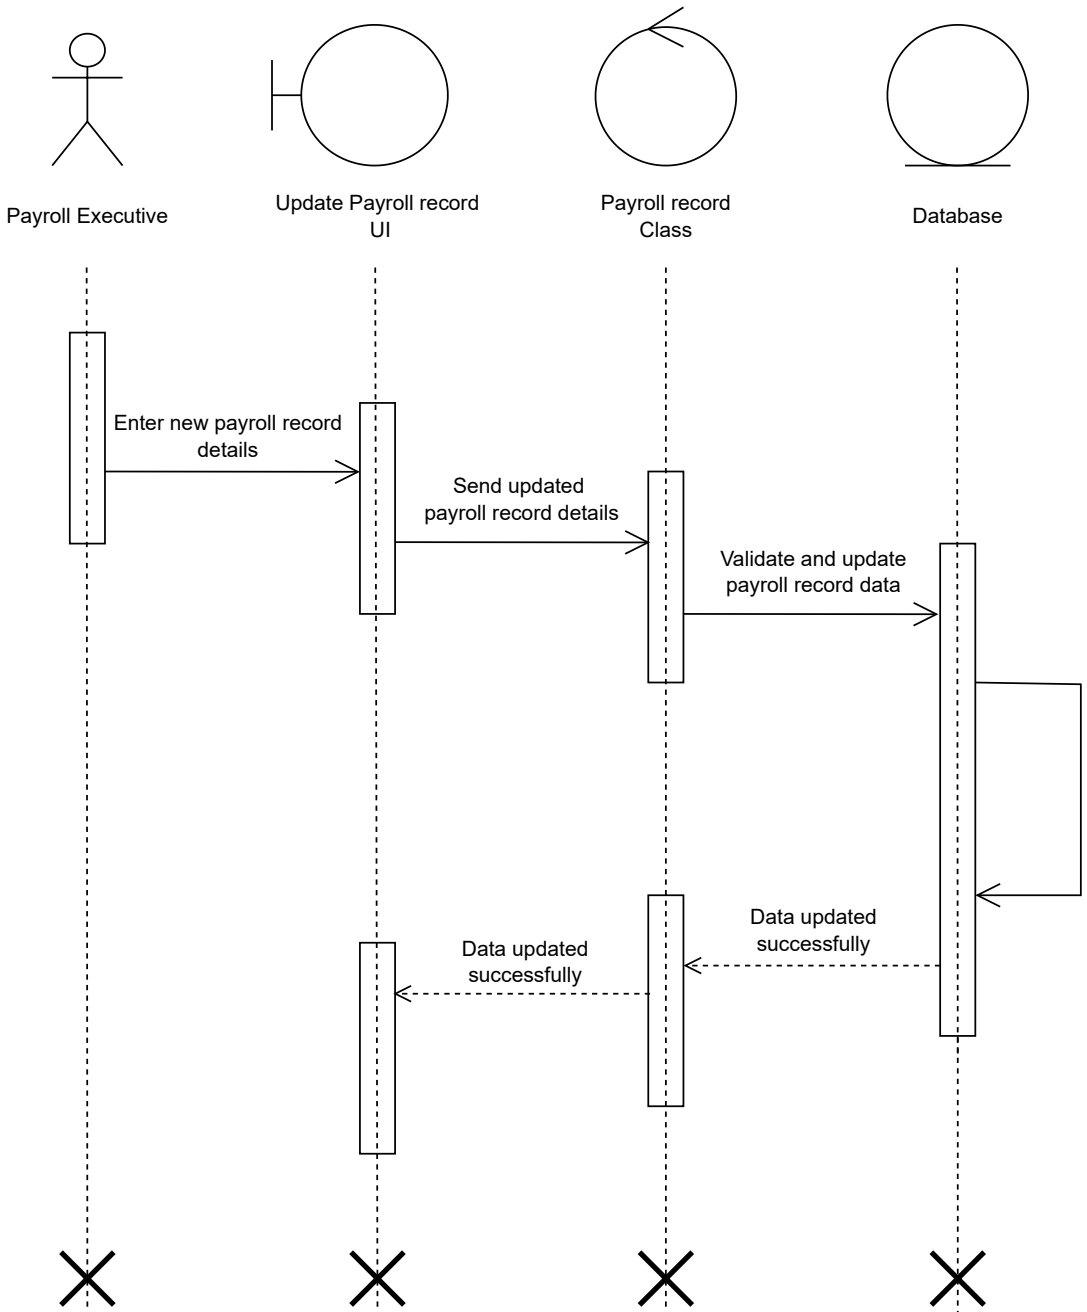 Payroll Executive
Update Payroll record
UI
Payroll record
Class
Database
Enter new payroll record
details
Send updated
payroll record details
Validate and update
payroll record data
Data updated
successfully
Data updated
successfully